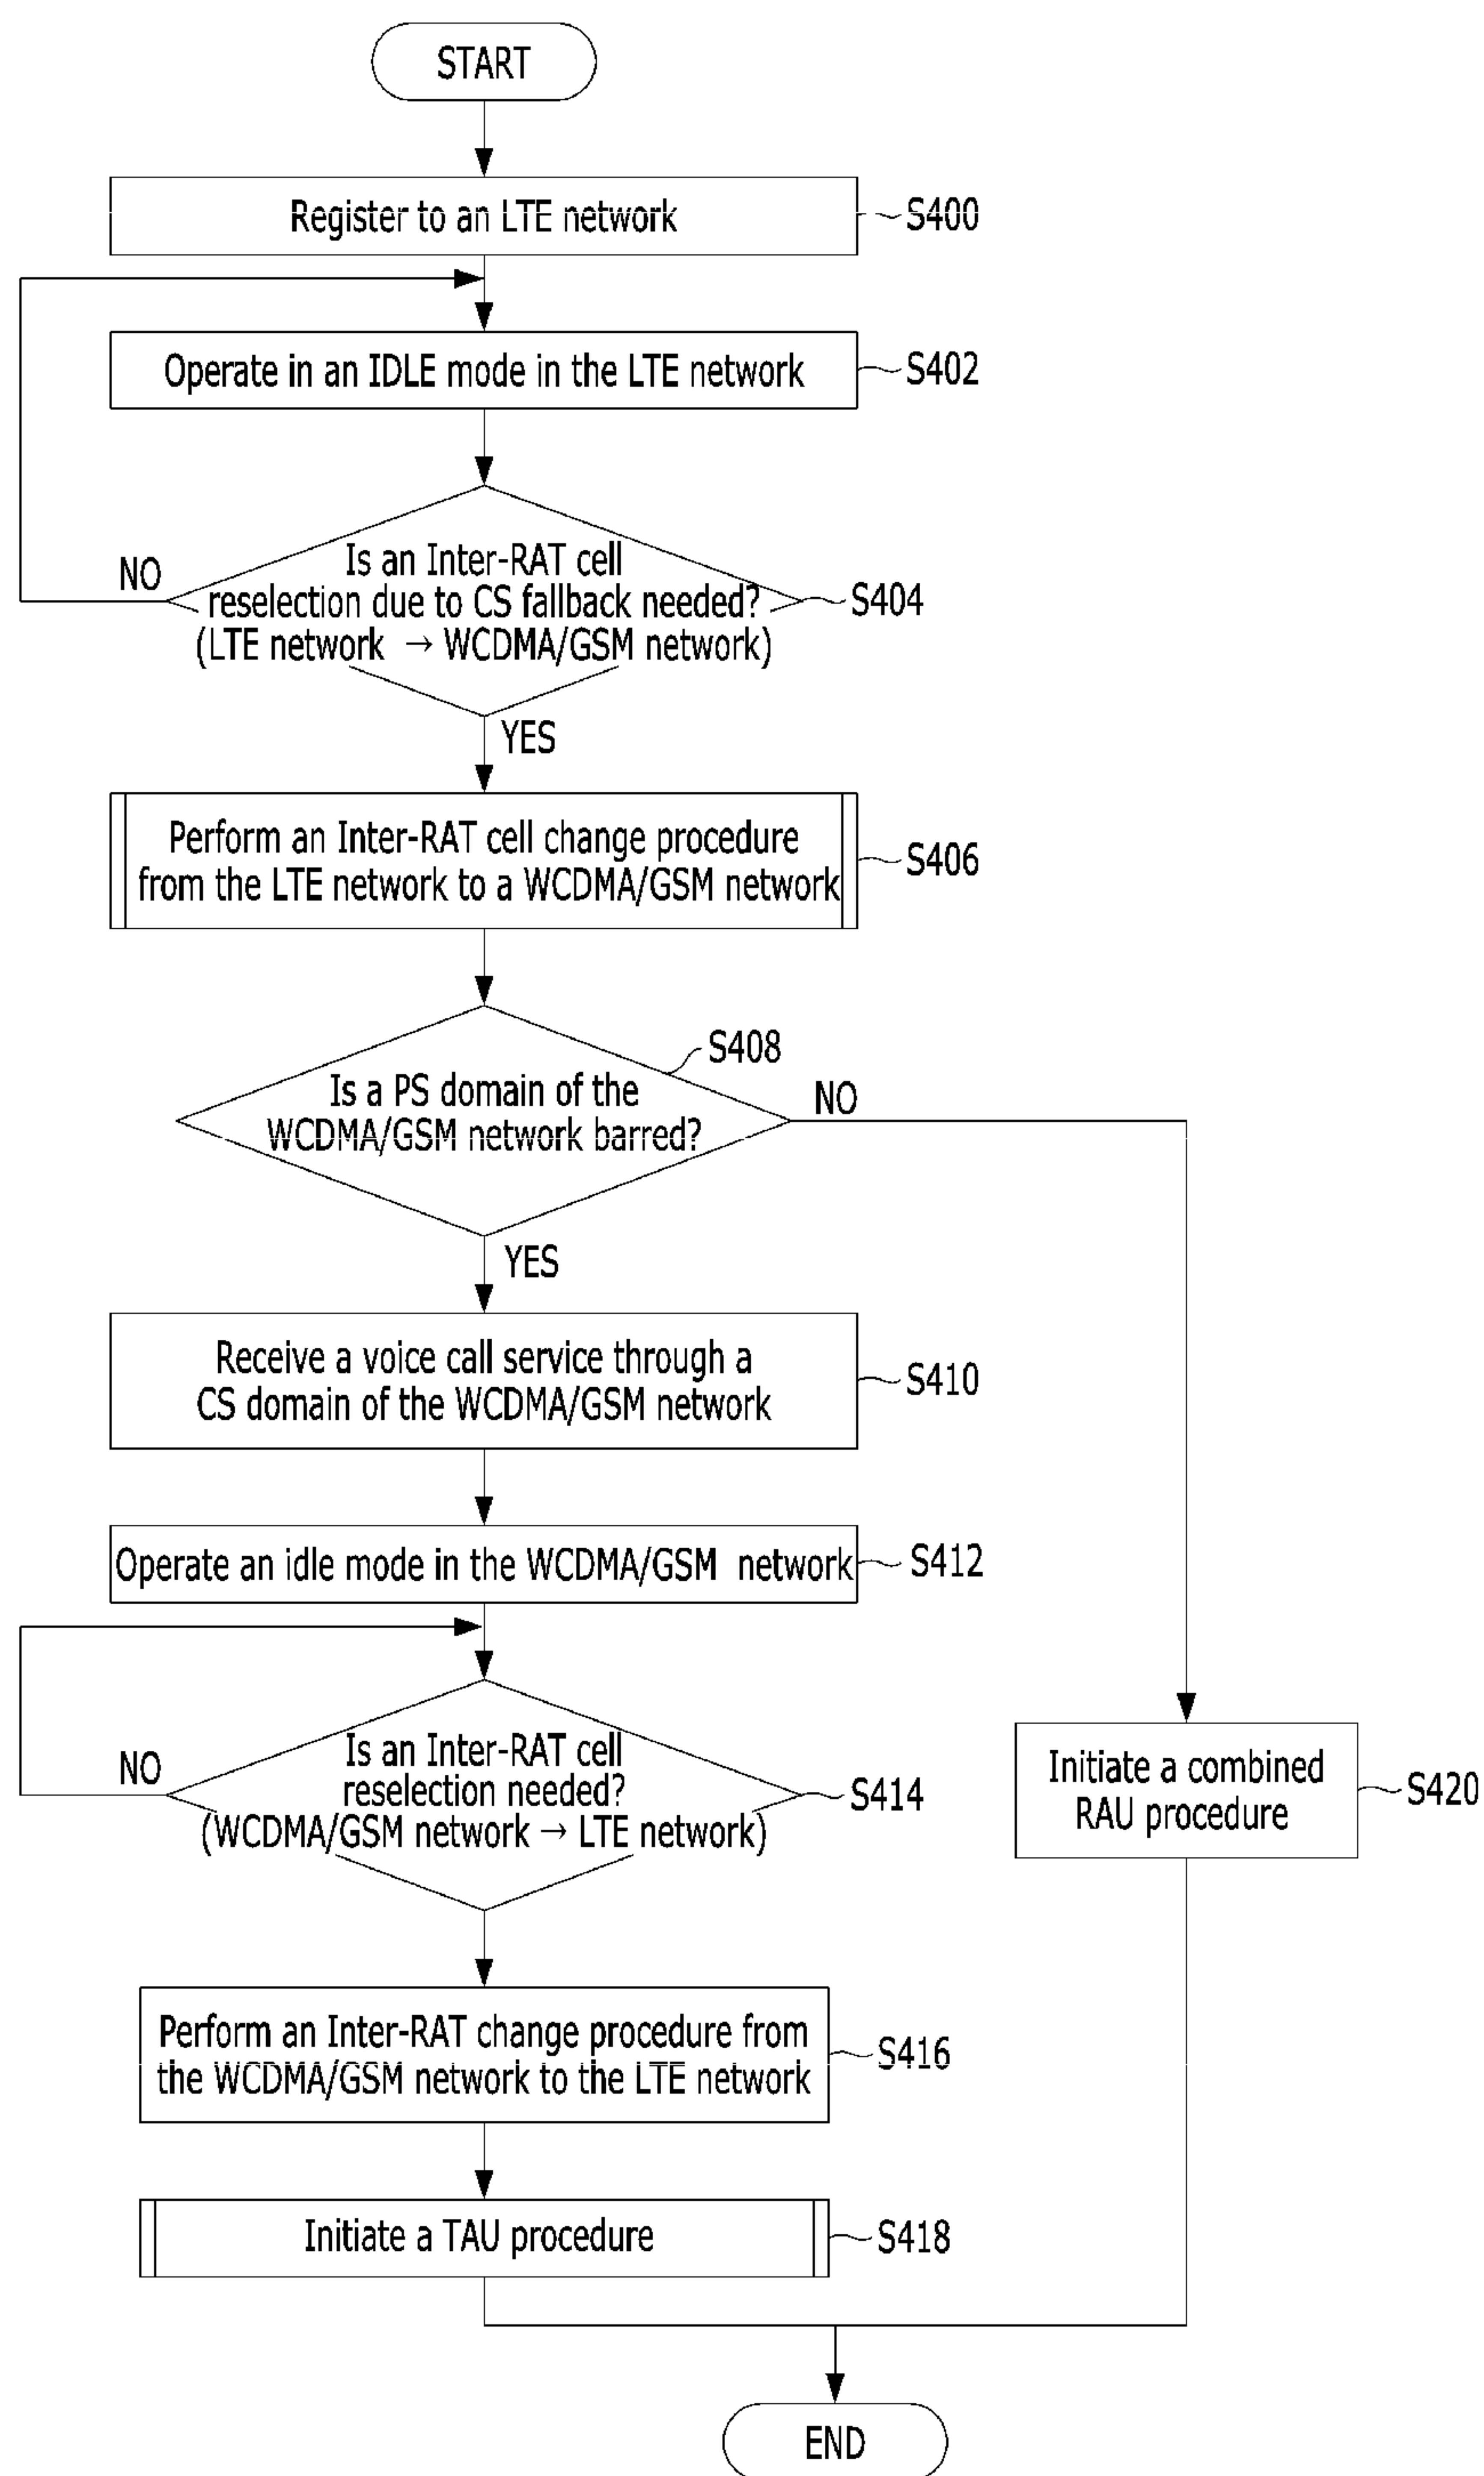 START
Register to an LTE network
S400
Operate in an IDLE mode in the LTE network
S402
Is an Inter-RAT cell
reselection due to CS fallback needed?
(LTE network → WCDMA/GSM network)
S404
NO
YES
Perform an Inter-RAT cell change procedure
from the LTE network to a WCDMA/GSM network
S406
S408
Is a PS domain of the
WCDMA/GSM network barred?
NO
YES
Receive a voice call service through a
CS domain of the WCDMA/GSM network
S410
Operate an idle mode in the WCDMA/GSM network
S412
Is an Inter-RAT cell
reselection needed?
(WCDMA/GSM network → LTE network)
S414
NO
Initiate a combined
RAU procedure
S420
Perform an Inter-RAT change procedure from
the WCDMA/GSM network to the LTE network
S416
Initiate a TAU procedure
S418
END